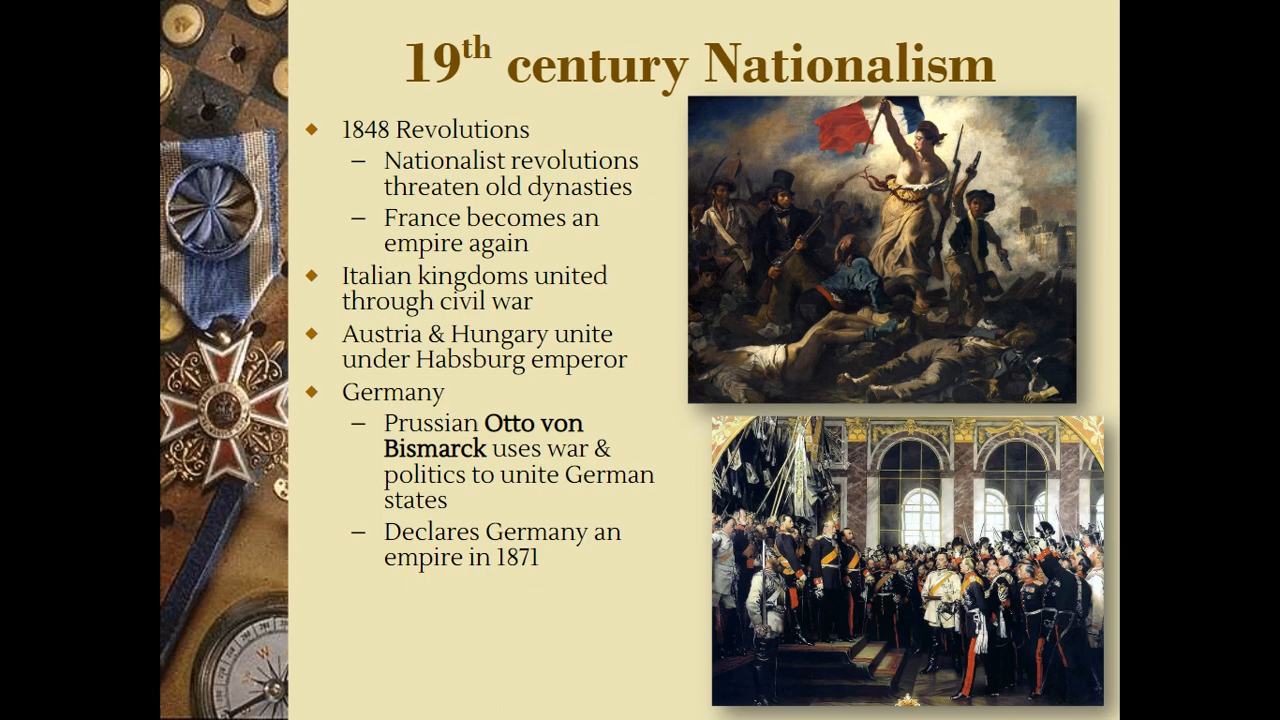 19th century Nationalism
1848 Revolutions
– Nationalist revolutions
threaten old dynasties
– France becomes an
empire again
Italian kingdoms united
through civil war
Austria & Hungary unite
under Habsburg emperor
Germany
– Prussian Otto von
Bismarck uses war &
politics to unite German
states
– Declares Germany an
empire in 1871